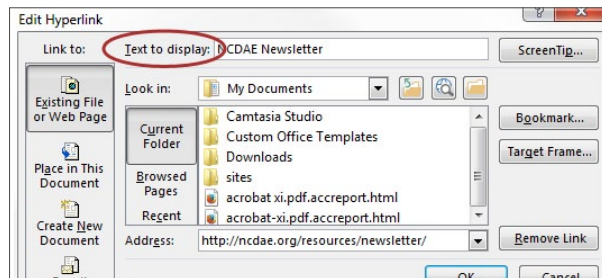 Edit Hyperlink
Link to:
Text to display: NCDAE Newsletter
ScreenTip...
Existing File
or Web Page
Look in:
My Documents
Current
Folder
Camtasia Studio
Custom Office Templates
Downloads
sites
acrobat xi.pdf.accreport.html
acrobat-xi.pdf.accreport.html
Bookmark...
Target Frame...
Place in This
Document
Browsed
Pages
Recent
Create New
Document
Address: http://ncdae.org/resources/newsletter/
Remove Link
OK
Cancel